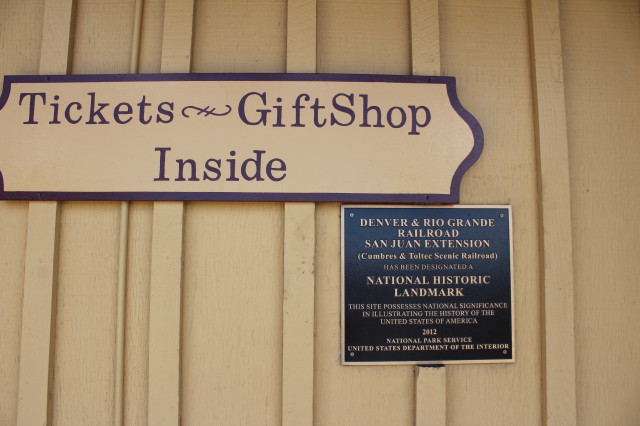 Tickets GiftShop
Inside
DENVER & RIO GRANDE
RAILROAD
SAN JUAN EXTENSION
(Cumbres & Toltec Scenic Railroad)
HAS BEEN DESIGNATED A
NATIONAL HISTORIC
LANDMARK
THIS SITE POSSESSES NATIONAL SIGNIFICANCE
IN ILLUSTRATING THE HISTORY OF THE
UNITED STATES OF AMERICA
2012
NATIONAL PARK SERVICE
UNITED STATES DEPARTMENT OF THE INTERIOR